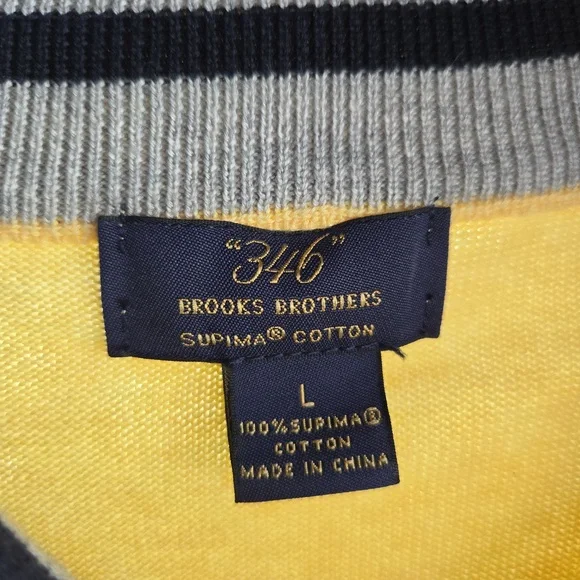 "346"
BROOKS BROTHERS
SUPIMA® COTTON
L
100% SUPIMA®
COTTON
MADE IN CHINA